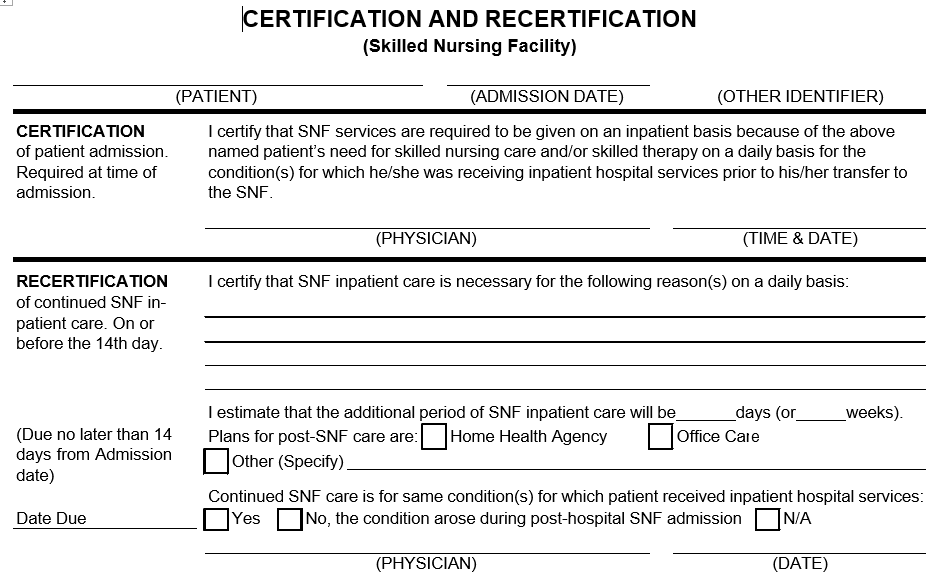 CERTIFICATION AND RECERTIFICATION
(Skilled Nursing Facility)
(PATIENT) (ADMISSION DATE) (OTHER IDENTIFIER)
CERTIFICATION
of patient admission.
Required at time of
admission.
I certify that SNF services are required to be given on an inpatient basis because of the above
named patient’s need for skilled nursing care and/or skilled therapy on a daily basis for the
condition(s) for which he/she was receiving inpatient hospital services prior to his/her transfer to
the SNF.
(PHYSICIAN) (TIME & DATE)
RECERTIFICATION
of continued SNF in-
patient care. On or
before the 14th day.
I certify that SNF inpatient care is necessary for the following reason(s) on a daily basis:
I estimate that the additional period of SNF inpatient care will be______days (or_____weeks).
(Due no later than 14
days from Admission
date)
Plans for post-SNF care are: Home Health Agency Office Care
Other (Specify)
Continued SNF care is for same condition(s) for which patient received inpatient hospital services:
Date Due
Yes No, the condition arose during post-hospital SNF admission N/A
(PHYSICIAN) (DATE)